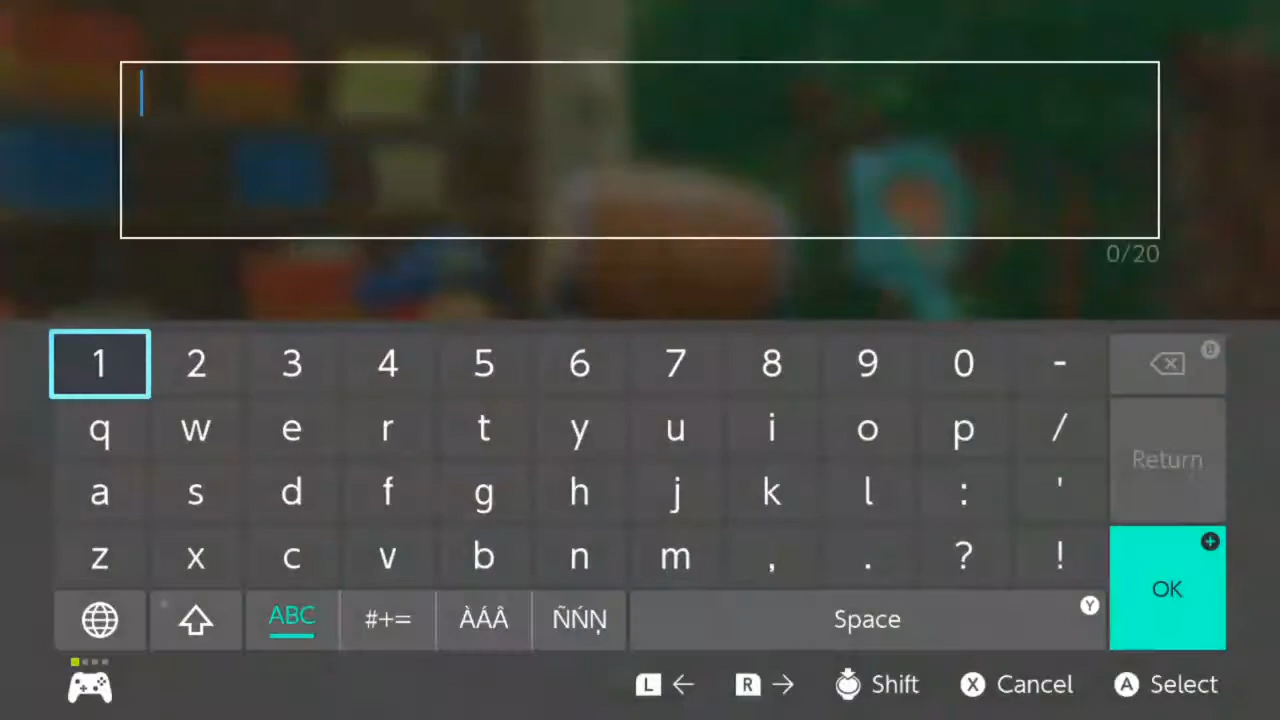 0/20
1 2 3 4 5 6 7 8 9 0 -
q w e r t y u i o p /
Return
a s d f g h j k l : '
z x c v b n m , . ? !
OK
ABC #+= ÀÁÂ ÑŃŅ Space Y
L ← R → Shift X Cancel A Select